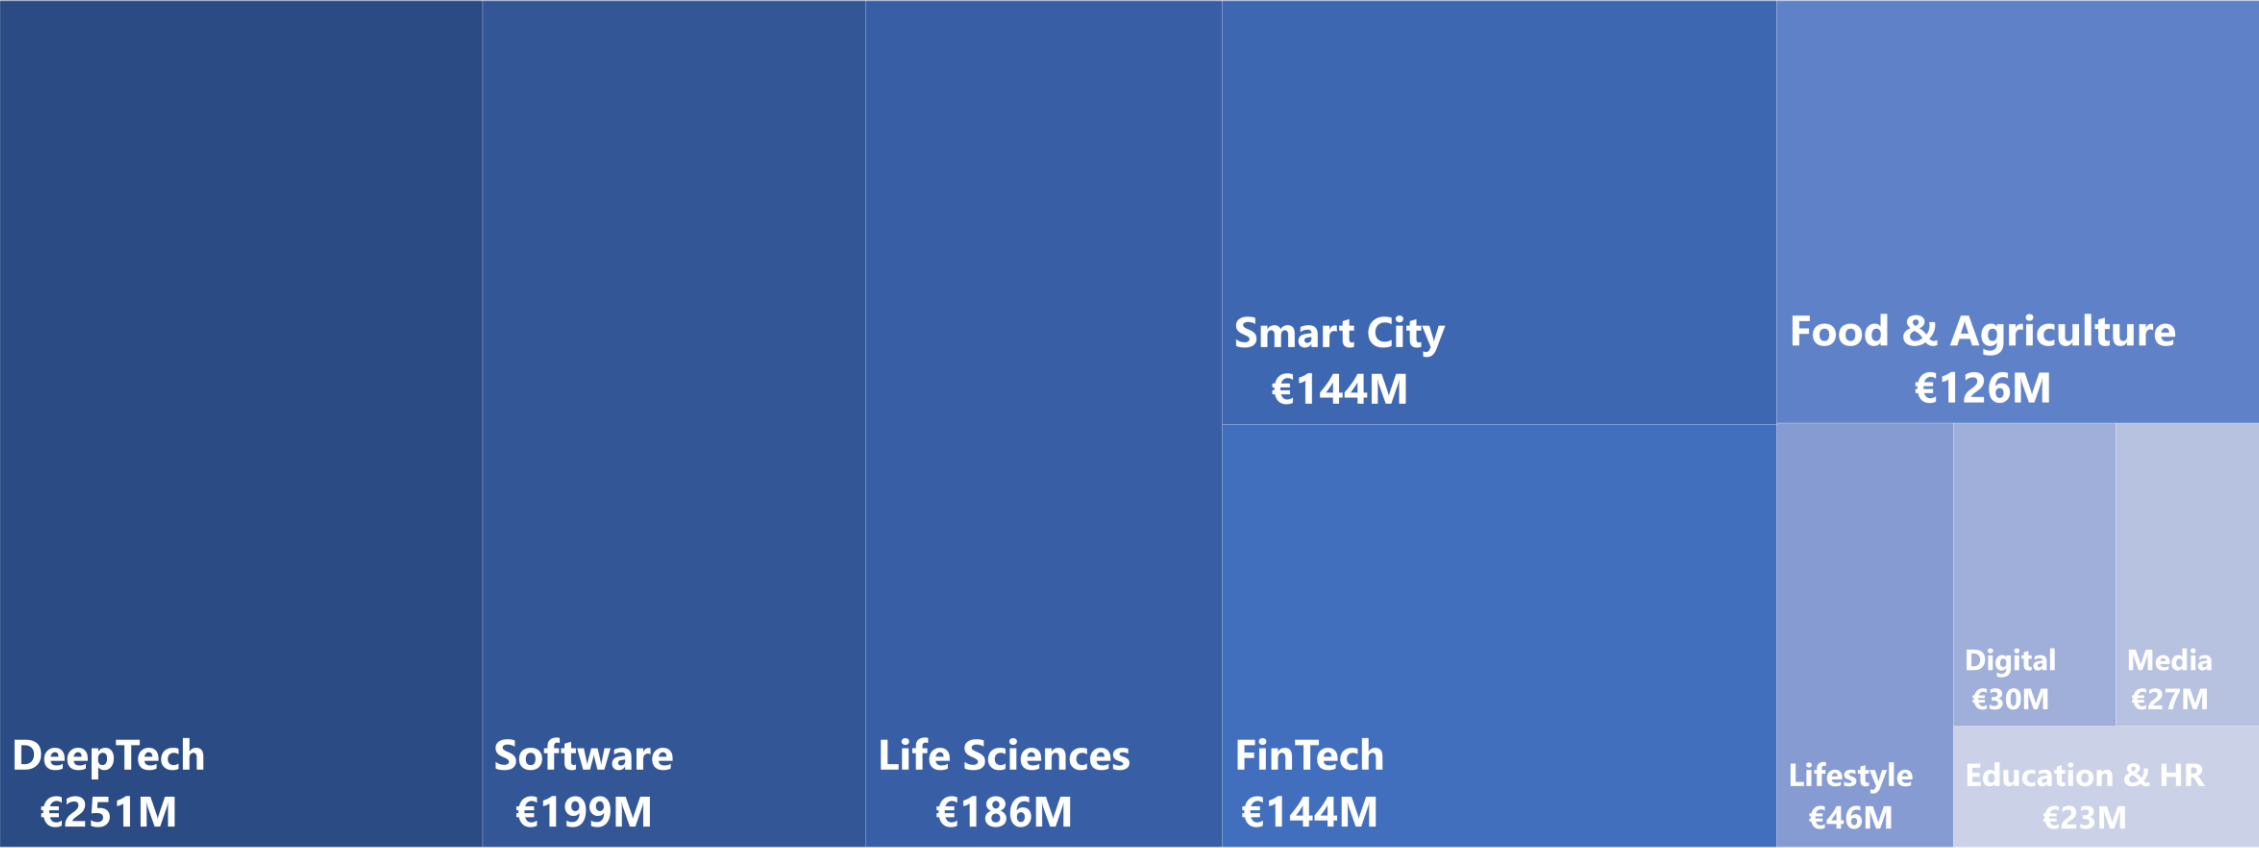 DeepTech
€251M
Software
€199M
Life Sciences
€186M
Smart City
€144M
FinTech
€144M
Food & Agriculture
€126M
Lifestyle
€46M
Digital
€30M
Media
€27M
Education & HR
€23M